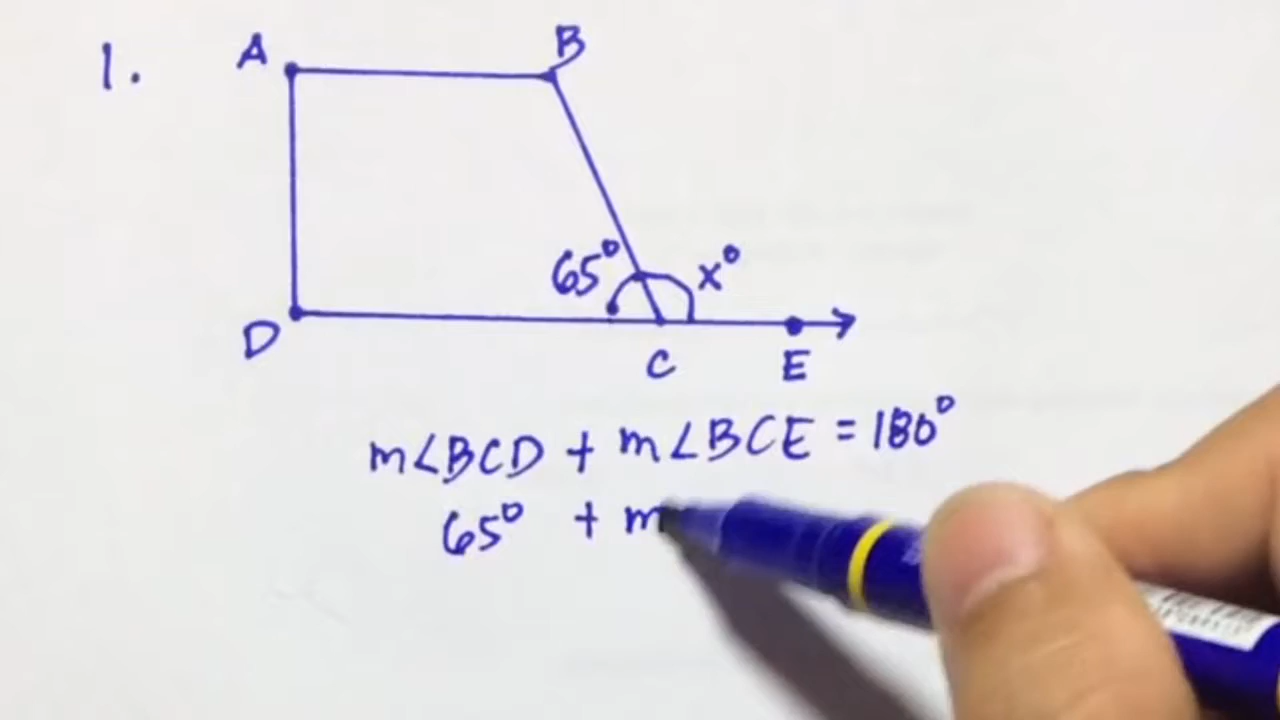 1.
A
B
65° x°
D
C E
m∠BCD + m∠BCE = 180°
65° + m